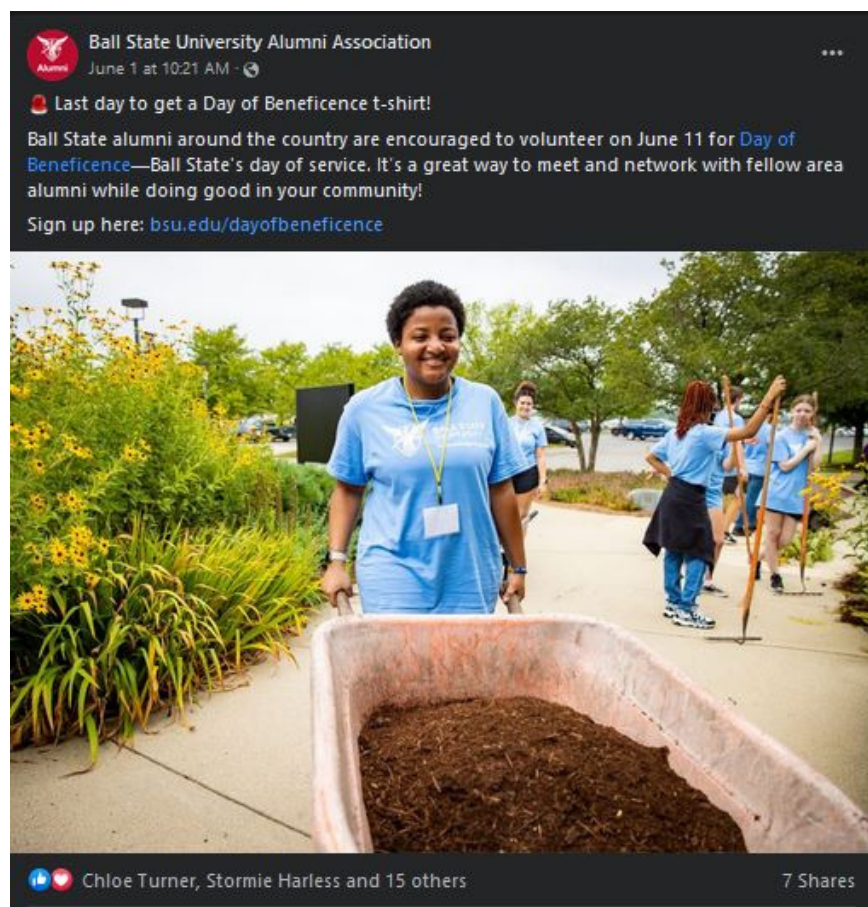 Ball State University Alumni Association
Alumni
June 1 at 10:21 AM ·
Last day to get a Day of Beneficence t-shirt!
Ball State alumni around the country are encouraged to volunteer on June 11 for Day of
Beneficence—Ball State's day of service. It's a great way to meet and network with fellow area
alumni while doing good in your community!
Sign up here: bsu.edu/dayofbeneficence
BALL STATE
Chloe Turner, Stormie Harless and 15 others
7 Shares